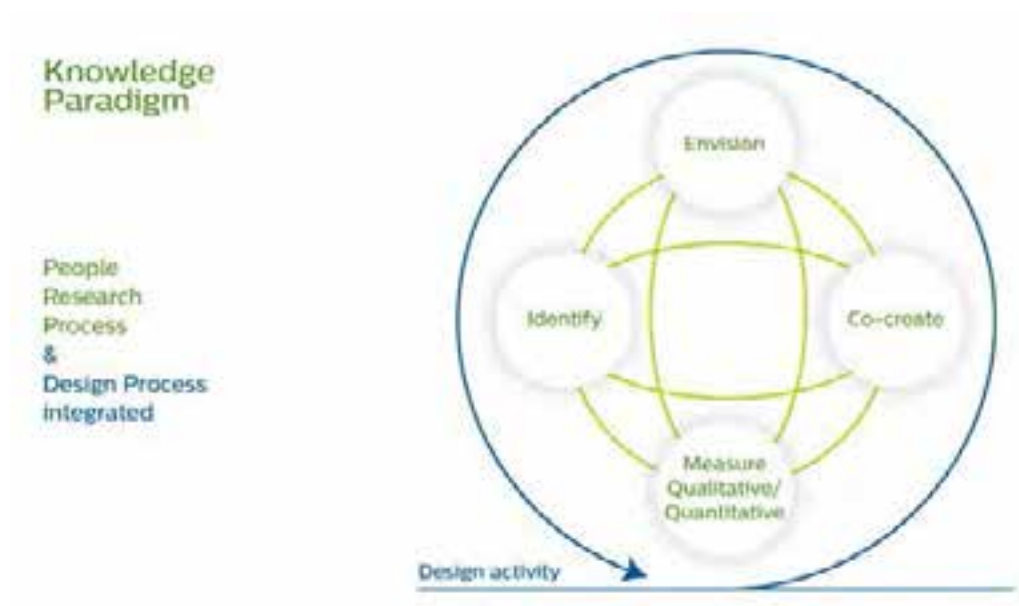 Knowledge
Paradigm
People
Research
Process
&
Design Process
integrated
Envision
Identify
Co-create
Measure
Qualitative/
Quantitative
Design activity